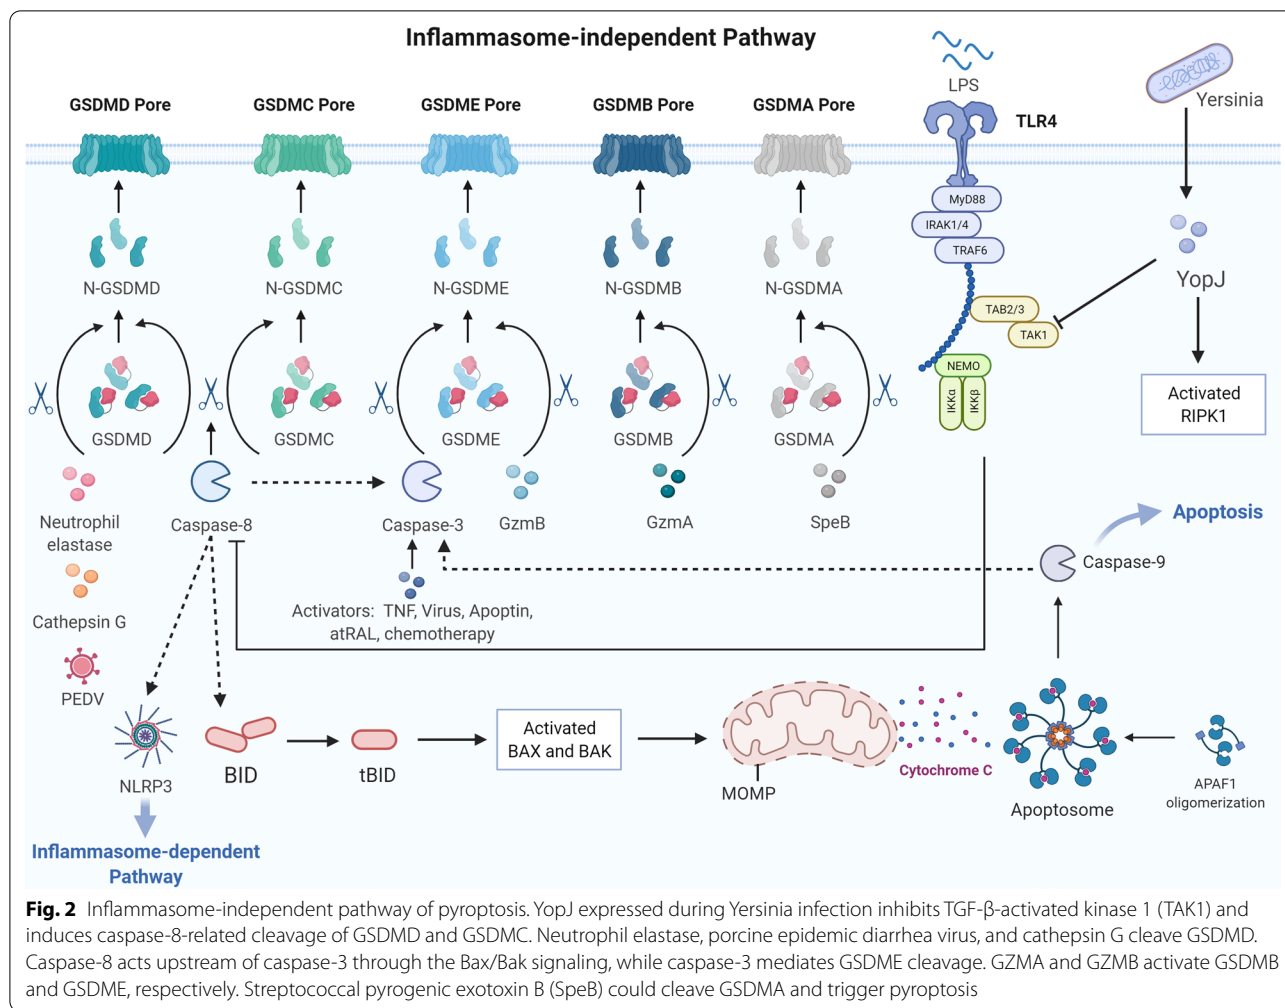 Inflammasome-independent Pathway
LPS
Yersinia
GSDMD Pore
GSDMC Pore
GSDME Pore
GSDMB Pore
GSDMA Pore
TLR4
MyD88
IRAK1/4
TRAF6
N-GSDMD
N-GSDMC
N-GSDME
N-GSDMB
N-GSDMA
YopJ
TAB2/3
TAK1
NEMO
IKKα
IKKβ
Activated
RIPK1
GSDMD
GSDMC
GSDME
GSDMB
GSDMA
Neutrophil
elastase
Caspase-8
Caspase-3
GzmB
GzmA
SpeB
Apoptosis
Caspase-9
Cathepsin G
Activators: TNF, Virus, Apoptin,
atRAL, chemotherapy
PEDV
NLRP3
BID
tBID
Activated
BAX and BAK
MOMP
Cytochrome C
Apoptosome
APAF1
oligomerization
Inflammasome-dependent
Pathway
Fig. 2 Inflammasome-independent pathway of pyroptosis. YopJ expressed during Yersinia infection inhibits TGF-β-activated kinase 1 (TAK1) and
induces caspase-8-related cleavage of GSDMD and GSDMC. Neutrophil elastase, porcine epidemic diarrhea virus, and cathepsin G cleave GSDMD.
Caspase-8 acts upstream of caspase-3 through the Bax/Bak signaling, while caspase-3 mediates GSDME cleavage. GZMA and GZMB activate GSDMB
and GSDME, respectively. Streptococcal pyrogenic exotoxin B (SpeB) could cleave GSDMA and trigger pyroptosis